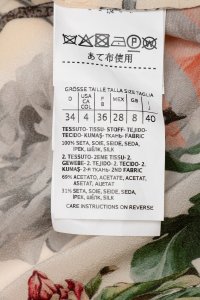 あて布使用
GRÖSSE TAILLE TALLA SIZE TAGLIA
D USA CA F B MEX GB I
34 4 36 28 8 40
TESSUTO-TISSU-STOFF-TEJIDO-
TECIDO-KUMAŞ-ТКАНЬ-FABRIC
100% SETA, SOIE, SEIDE, SEDA,
IPEK, ШЁЛК, SILK
2. TESSUTO-2EME TISSU-2.
GEWEBE-2. TEJIDO-2. TECIDO-2.
KUMAŞ-2-я ТКАНЬ-2ND FABRIC
69% ACETATO, ACETATE, ACETAT,
ASETAT, АЦЕТАТ
31% SETA, SOIE, SEIDE, SEDA,
IPEK, ШЁЛК, SILK
CARE INSTRUCTIONS ON REVERSE